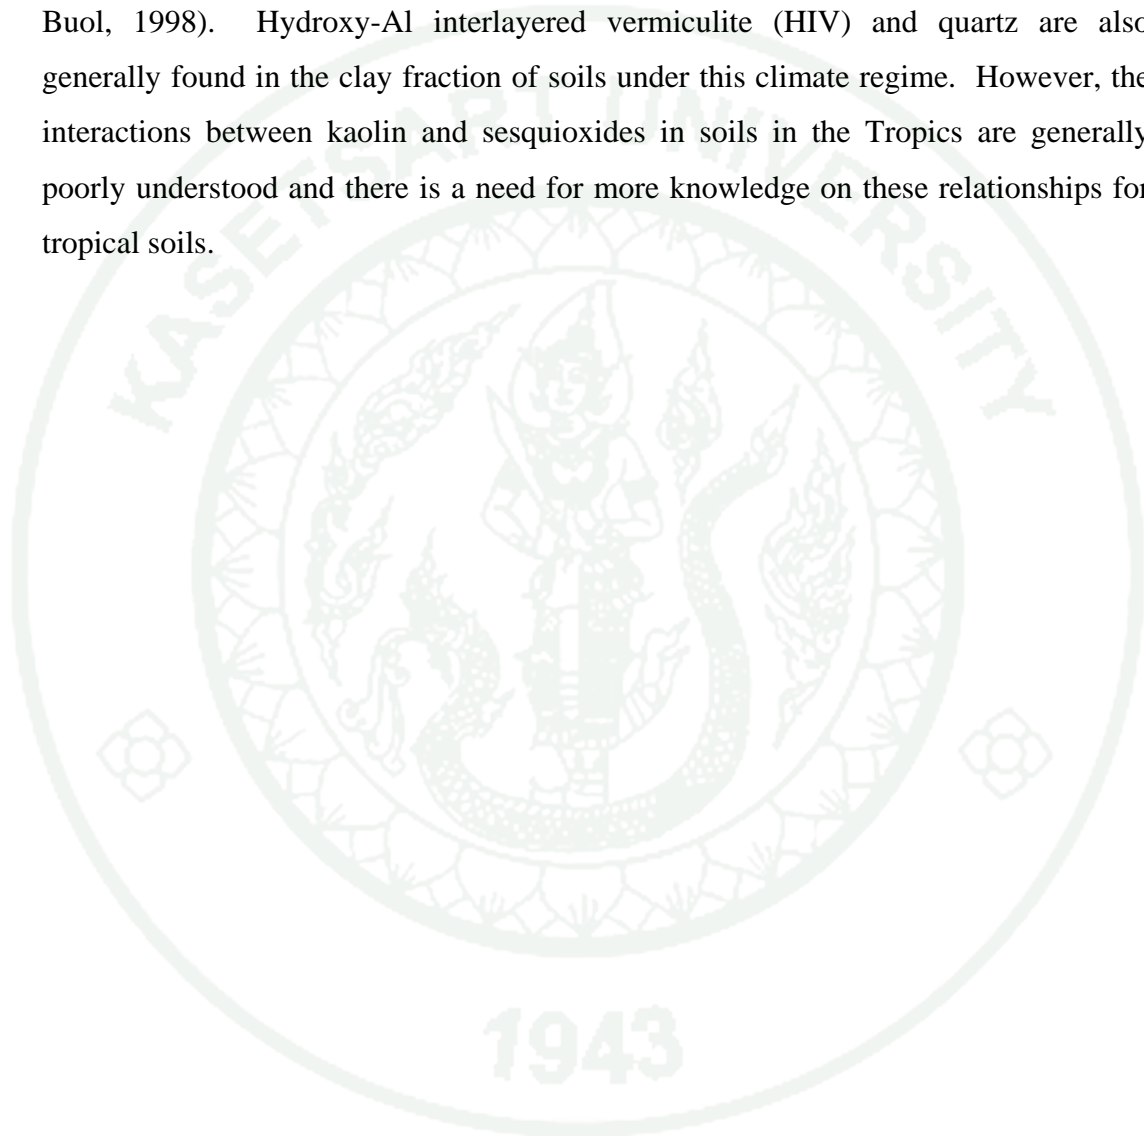 Buol, 1998). Hydroxy-Al interlayered vermiculite (HIV) and quartz are also
generally found in the clay fraction of soils under this climate regime. However, the
interactions between kaolin and sesquioxides in soils in the Tropics are generally
poorly understood and there is a need for more knowledge on these relationships for
tropical soils.
KASETSART UNIVERSITY
1943